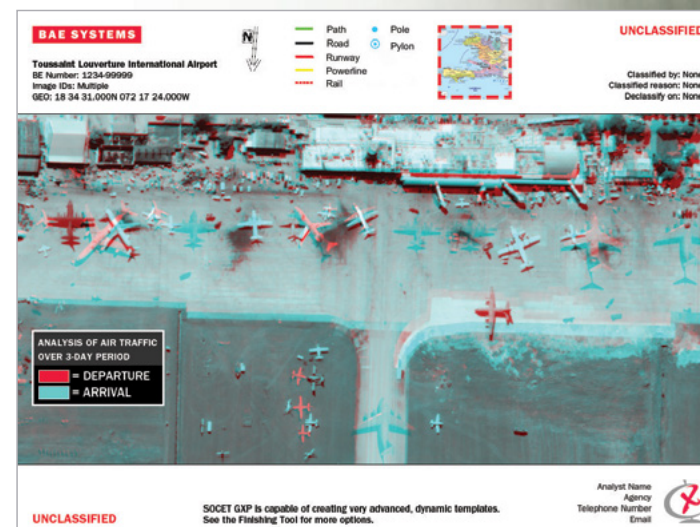 BAE SYSTEMS
Toussaint Louverture International Airport
BE Number: 1234-99999
Image IDs: Multiple
GEO: 18 34 31.000N 072 17 24.000W
N
Path
Road
Runway
Powerline
Rail
Pole
Pylon
UNCLASSIFIED
Classified by: None
Classified reason: None
Declassify on: None
ANALYSIS OF AIR TRAFFIC
OVER 3-DAY PERIOD
= DEPARTURE
= ARRIVAL
UNCLASSIFIED
SOCET GXP is capable of creating very advanced, dynamic templates.
See the Finishing Tool for more options.
Analyst Name
Agency
Telephone Number
Email